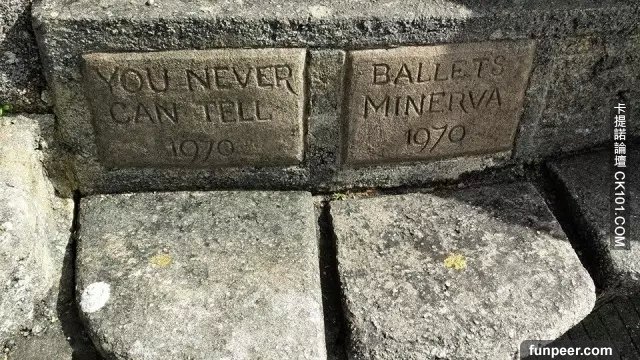 YOU NEVER
CAN TELL
1970
BALLETS
MINERVA
1970
卡提諾論壇 CK101.COM
funpeer.com